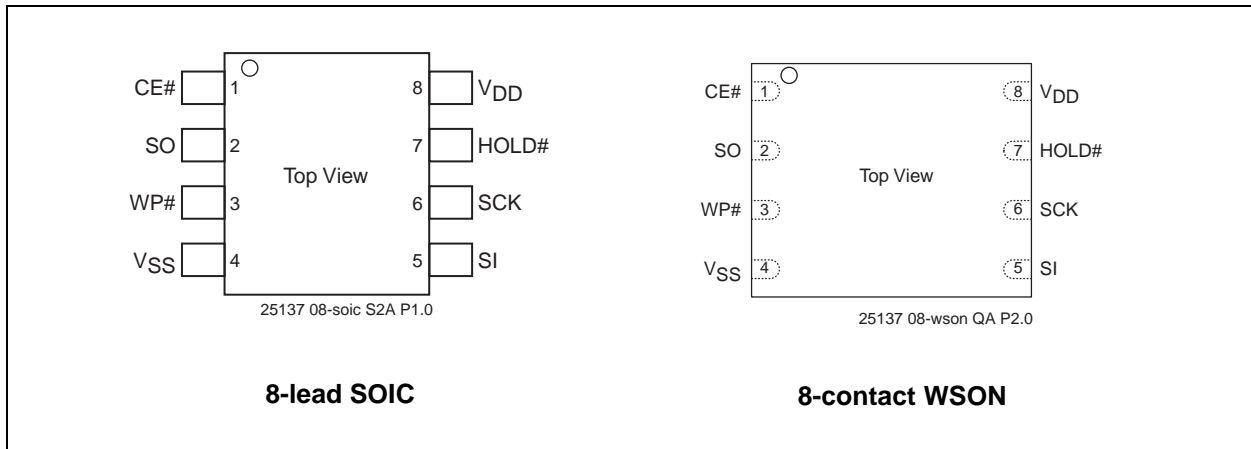 CE# 1 8 VDD
SO 2 7 HOLD#
Top View
WP# 3 6 SCK
VSS 4 5 SI
25137 08-soic S2A P1.0
8-lead SOIC
CE# 1 8 VDD
SO 2 7 HOLD#
Top View
WP# 3 6 SCK
VSS 4 5 SI
25137 08-wson QA P2.0
8-contact WSON